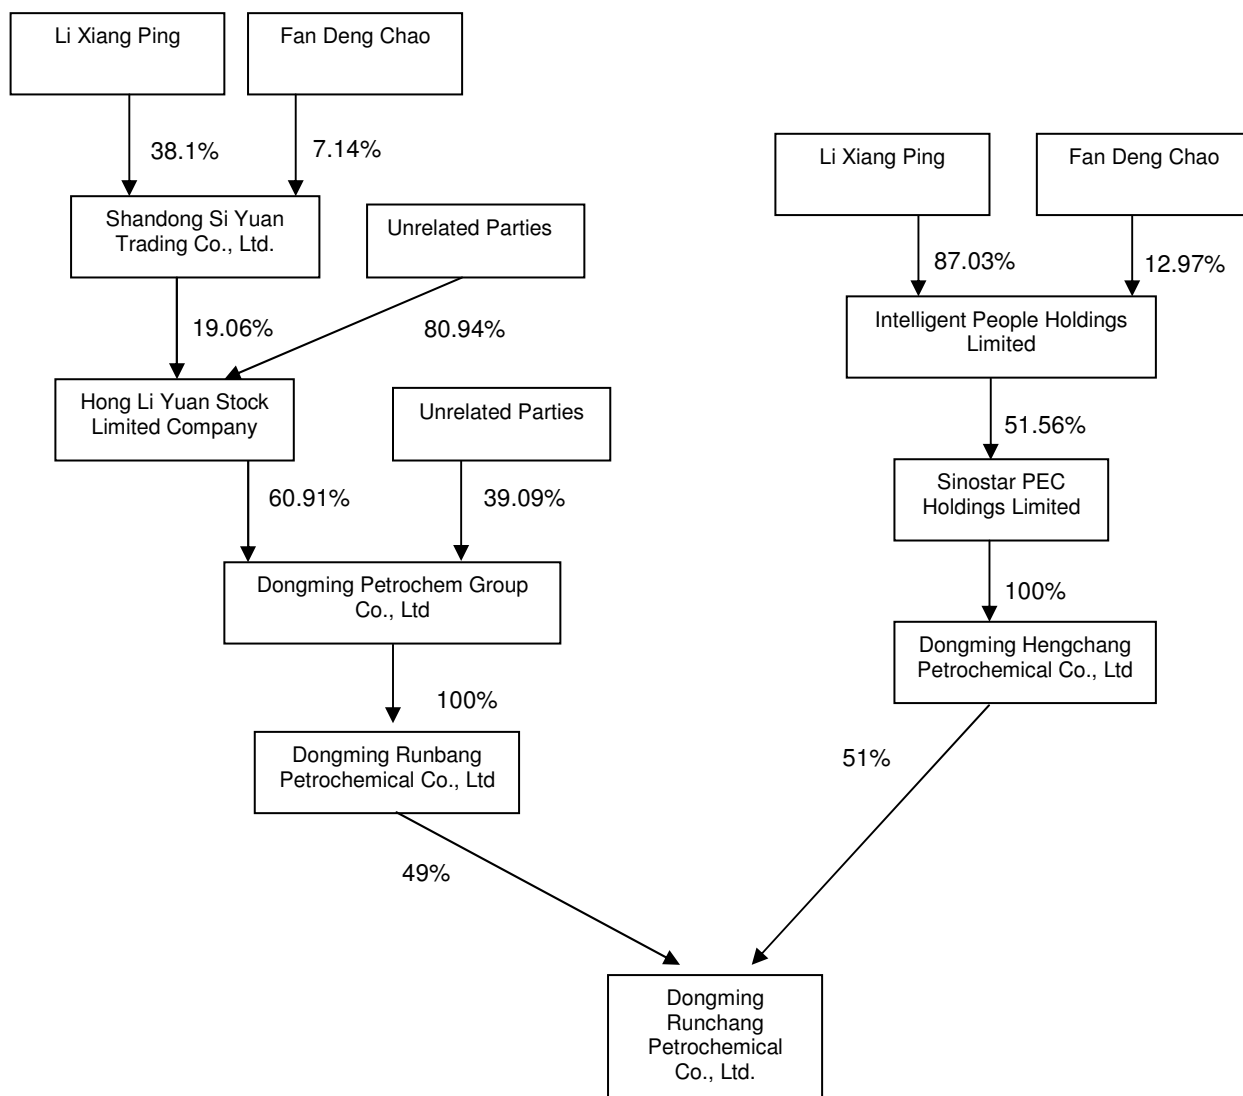 Li Xiang Ping
Fan Deng Chao
38.1%
7.14%
Li Xiang Ping
Fan Deng Chao
Shandong Si Yuan
Trading Co., Ltd.
Unrelated Parties
87.03%
12.97%
19.06%
80.94%
Intelligent People Holdings
Limited
Hong Li Yuan Stock
Limited Company
Unrelated Parties
51.56%
60.91%
39.09%
Sinostar PEC
Holdings Limited
Dongming Petrochem Group
Co., Ltd
100%
Dongming Hengchang
Petrochemical Co., Ltd
100%
Dongming Runbang
Petrochemical Co., Ltd
51%
49%
Dongming
Runchang
Petrochemical
Co., Ltd.